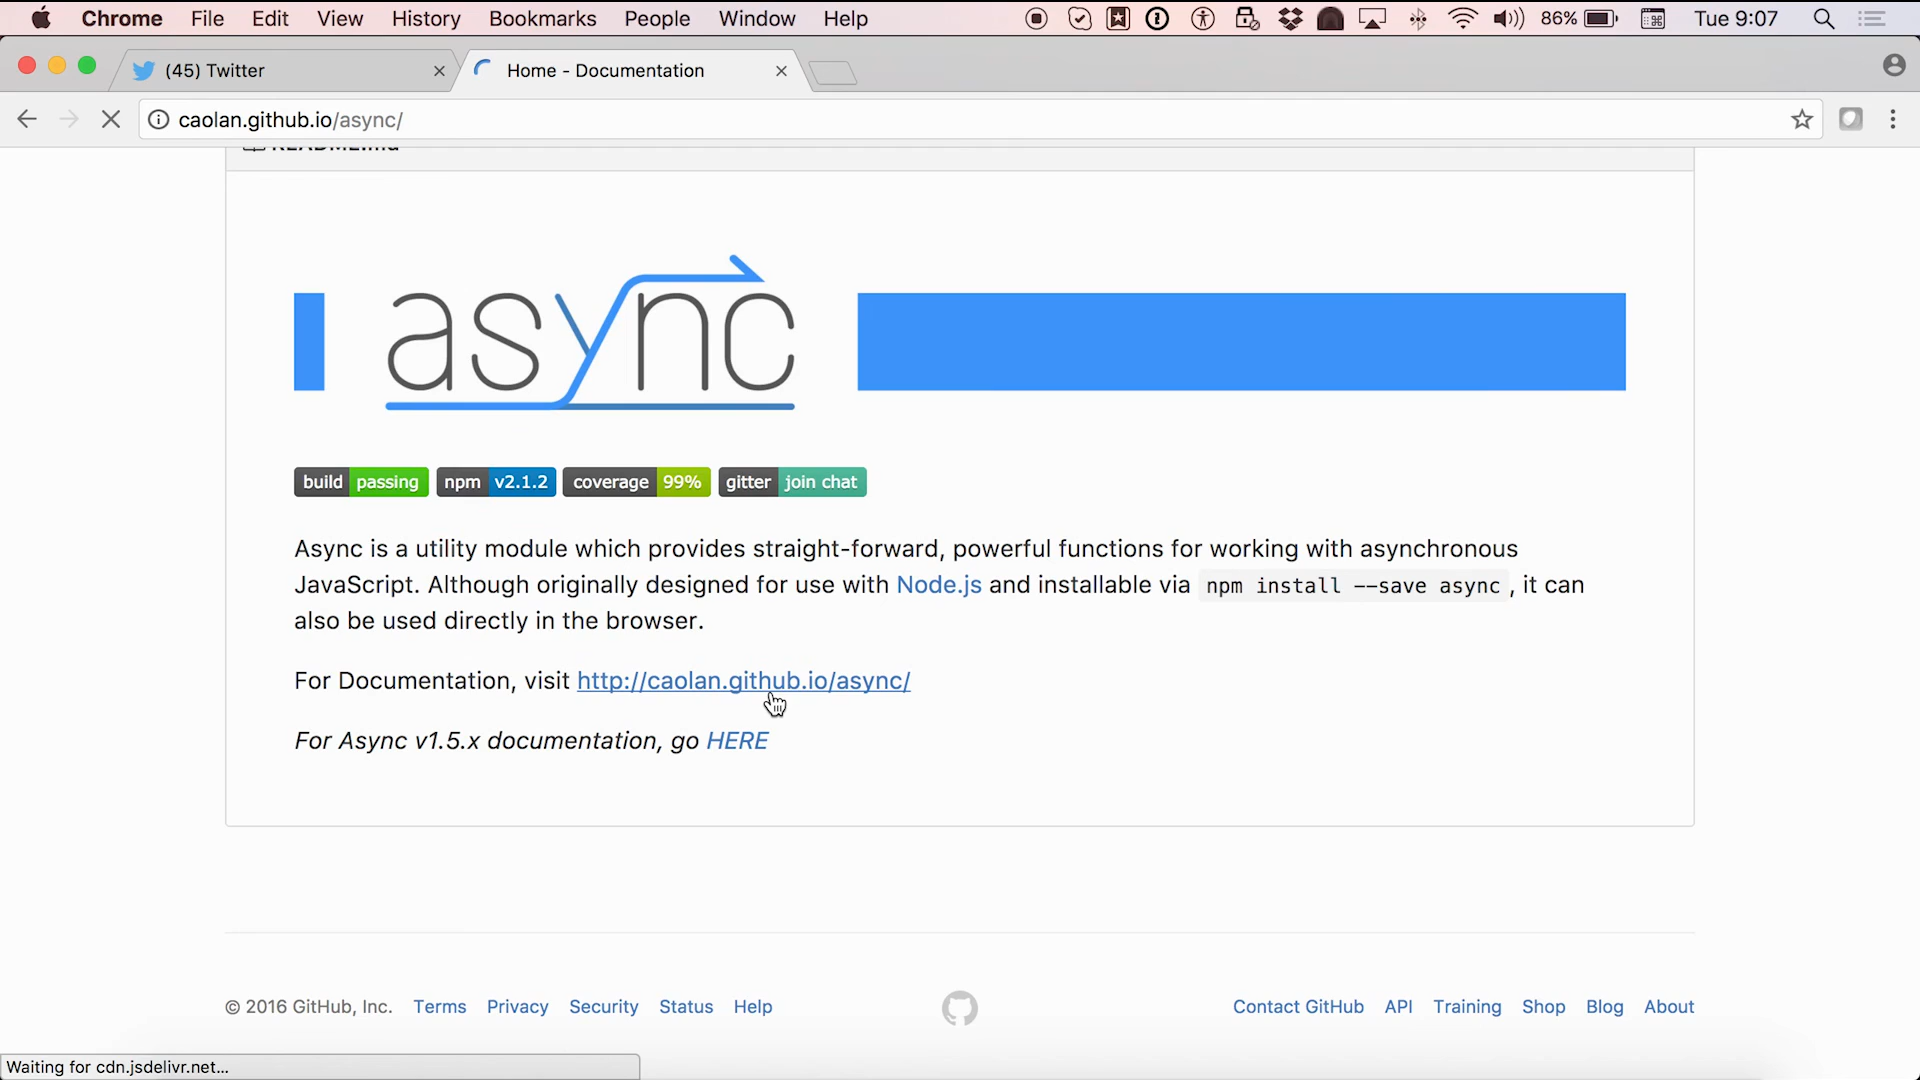 Chrome File Edit View History Bookmarks People Window Help 86% Tue 9:07
(45) Twitter Home - Documentation
caolan.github.io/async/
README.md
async
build passing npm v2.1.2 coverage 99% gitter join chat
Async is a utility module which provides straight-forward, powerful functions for working with asynchronous
JavaScript. Although originally designed for use with Node.js and installable via npm install --save async , it can
also be used directly in the browser.
For Documentation, visit http://caolan.github.io/async/
For Async v1.5.x documentation, go HERE
© 2016 GitHub, Inc. Terms Privacy Security Status Help Contact GitHub API Training Shop Blog About
Waiting for cdn.jsdelivr.net...